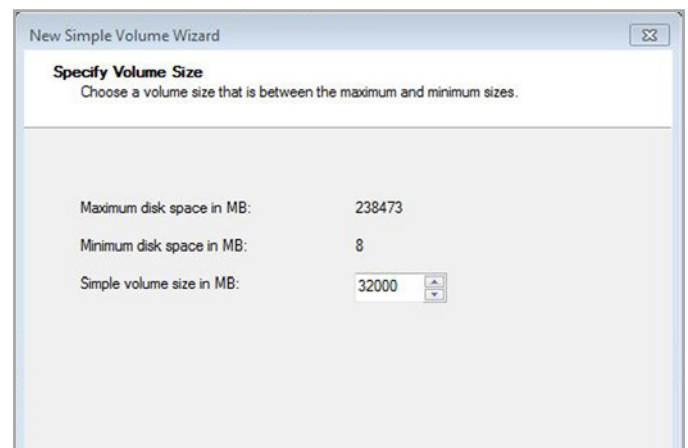 New Simple Volume Wizard
Specify Volume Size
Choose a volume size that is between the maximum and minimum sizes.
Maximum disk space in MB: 238473
Minimum disk space in MB: 8
Simple volume size in MB: 32000